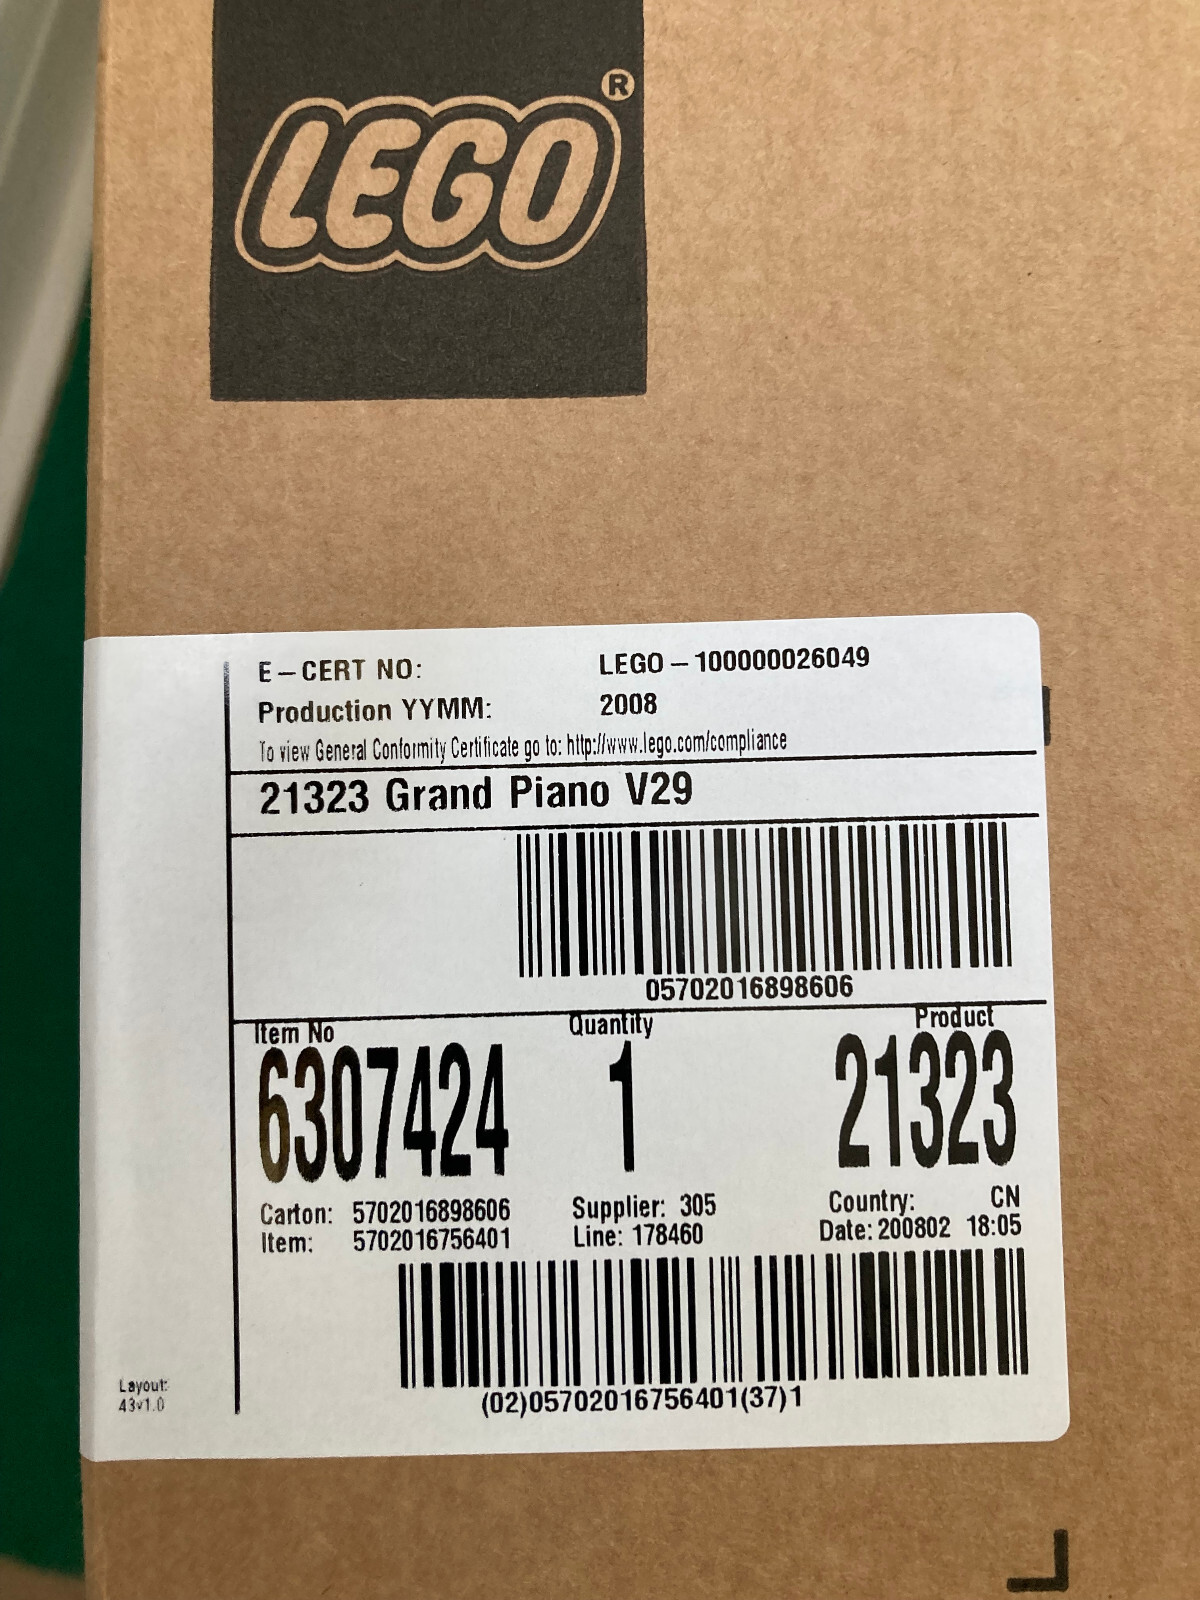 LEGO®
E-CERT NO: LEGO-100000026049
Production YYMM: 2008
To view General Conformity Certificate go to: http://www.lego.com/compliance
21323 Grand Piano V29
05702016898606
Item No Quantity Product
6307424 1 21323
Carton: 5702016898606 Supplier: 305 Country: CN
Item: 5702016756401 Line: 178460 Date: 200802 18:05
(02)05702016756401(37)1
Layout:
43v1.0